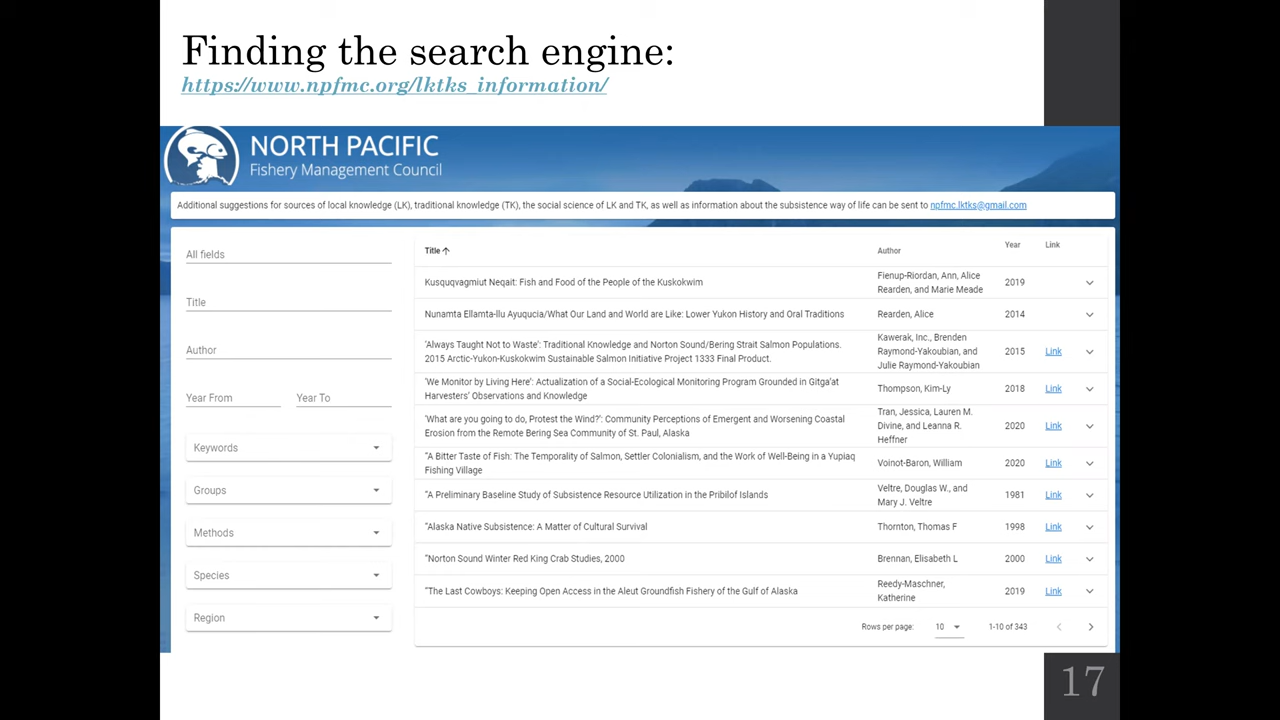 Finding the search engine:
https://www.npfmc.org/lktks_information/
NORTH PACIFIC
Fishery Management Council
Additional suggestions for sources of local knowledge (LK), traditional knowledge (TK), the social science of LK and TK, as well as information about the subsistence way of life can be sent to npfmc.lktks@gmail.com
All fields
Title
Author
Year From Year To
Keywords
Groups
Methods
Species
Region
Title Author Year Link
Kusquqvagmiut Neqait: Fish and Food of the People of the Kuskokwim
Fienup-Riordan, Ann, Alice
Rearden, and Marie Meade
2019
Nunamta Ellamta-llu Ayuqucia/What Our Land and World are Like: Lower Yukon History and Oral Traditions
Rearden, Alice
2014
'Always Taught Not to Waste': Traditional Knowledge and Norton Sound/Bering Strait Salmon Populations.
2015 Arctic-Yukon-Kuskokwim Sustainable Salmon Initiative Project 1333 Final Product.
Kawerak, Inc., Brenden
Raymond-Yakoubian, and
Julie Raymond-Yakoubian
2015 Link
'We Monitor by Living Here': Actualization of a Social-Ecological Monitoring Program Grounded in Gitga'at
Harvesters' Observations and Knowledge
Thompson, Kim-Ly
2018 Link
'What are you going to do, Protest the Wind?': Community Perceptions of Emergent and Worsening Coastal
Erosion from the Remote Bering Sea Community of St. Paul, Alaska
Tran, Jessica, Lauren M.
Divine, and Leanna R.
Heffner
2020 Link
"A Bitter Taste of Fish: The Temporality of Salmon, Settler Colonialism, and the Work of Well-Being in a Yupiaq
Fishing Village
Voinot-Baron, William
2020 Link
"A Preliminary Baseline Study of Subsistence Resource Utilization in the Pribilof Islands
Veltre, Douglas W., and
Mary J. Veltre
1981 Link
"Alaska Native Subsistence: A Matter of Cultural Survival
Thornton, Thomas F
1998 Link
"Norton Sound Winter Red King Crab Studies, 2000
Brennan, Elisabeth L
2000 Link
"The Last Cowboys: Keeping Open Access in the Aleut Groundfish Fishery of the Gulf of Alaska
Reedy-Maschner,
Katherine
2019 Link
Rows per page: 10 1-10 of 343
17